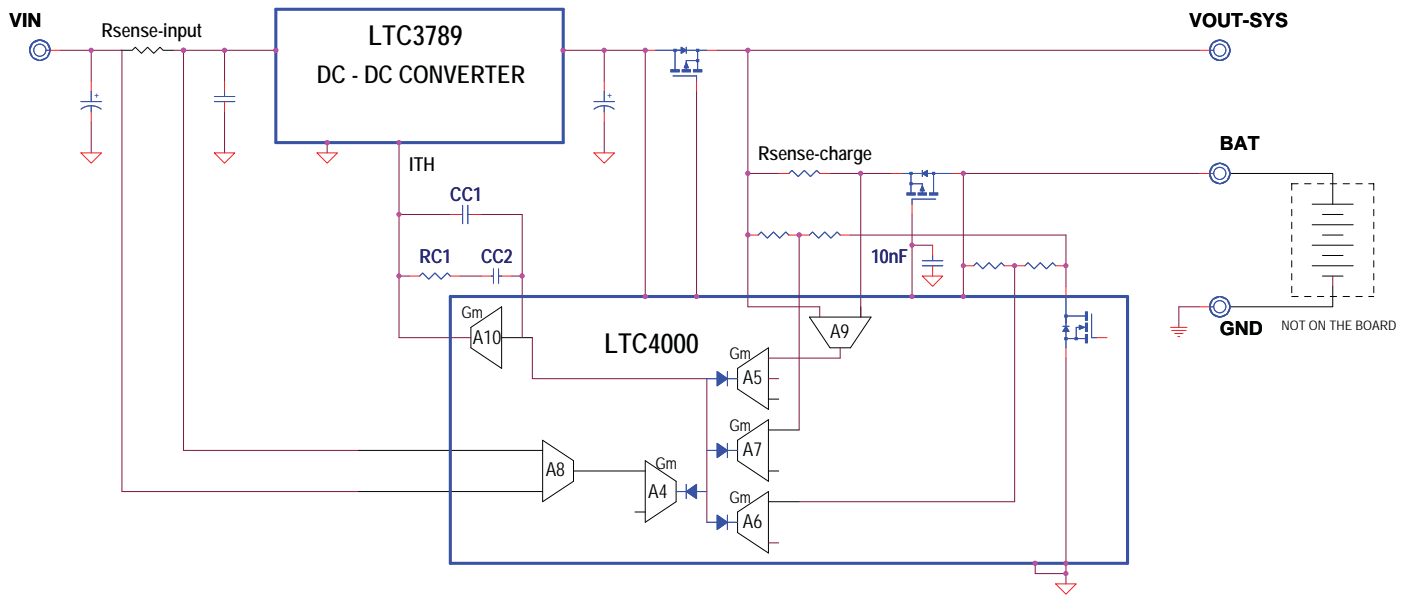 VIN
Rsense-input
LTC3789
DC - DC CONVERTER
VOUT-SYS
+
+
ITH
Rsense-charge
BAT
CC1
RC1
CC2
10nF
GND
NOT ON THE BOARD
LTC4000
Gm
A10
A9
Gm
A5
Gm
A7
A8
Gm
A4
Gm
A6